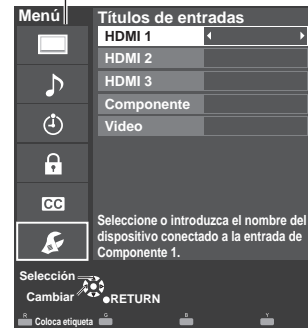 Menú
Títulos de entradas
HDMI 1
HDMI 2
HDMI 3
Componente
Video
CC
Seleccione o introduzca el nombre del
dispositivo conectado a la entrada de
Componente 1.
Selección
Cambiar
RETURN
R G B Y
Coloca etiqueta